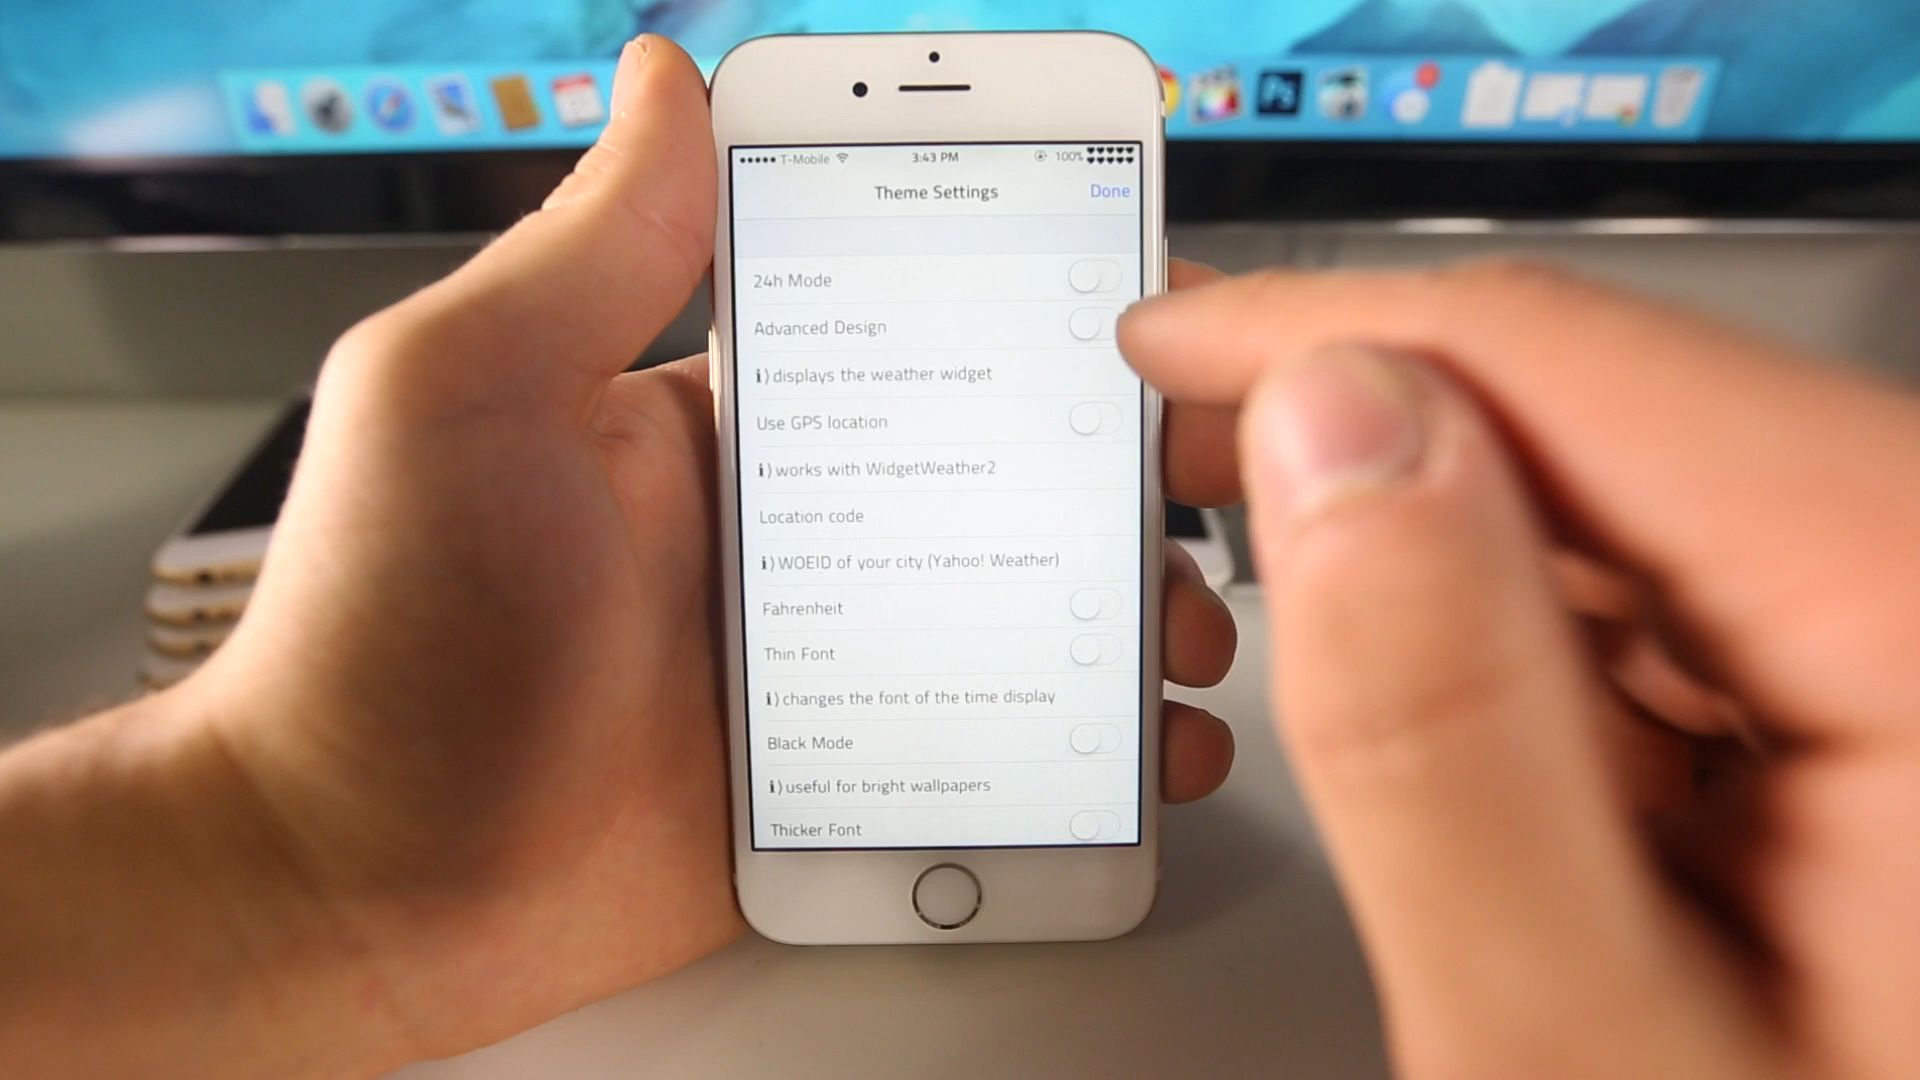 T-Mobile 3:43 PM 100%
Theme Settings Done
24h Mode
Advanced Design
i) displays the weather widget
Use GPS location
i) works with WidgetWeather2
Location code
i) WOEID of your city (Yahoo! Weather)
Fahrenheit
Thin Font
i) changes the font of the time display
Black Mode
i) useful for bright wallpapers
Thicker Font
Ps